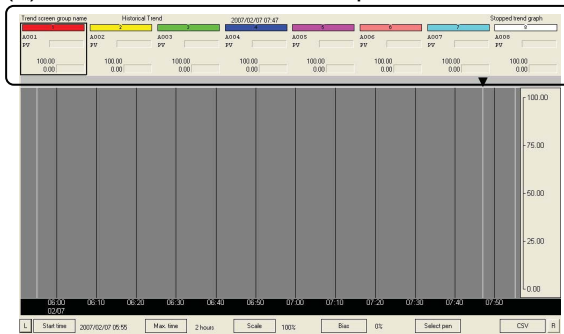 Trend screen group name Historical Trend 2007/02/07 07:47 Stopped trend graph
1 2 3 4 5 6 7 8
A001 A002 A003 A004 A005 A006 A007 A008
PV PV PV PV PV PV PV PV
100.00 100.00 100.00 100.00 100.00 100.00 100.00 100.00
0.00 0.00 0.00 0.00 0.00 0.00 0.00 0.00
100.00
75.00
50.00
25.00
0.00
06:00 06:10 06:20 06:30 06:40 06:50 07:00 07:10 07:20 07:30 07:40 07:50
02/07
L Start time 2007/02/07 05:55 Max. time 2 hours Scale 100% Bias 0% Select pen CSV R